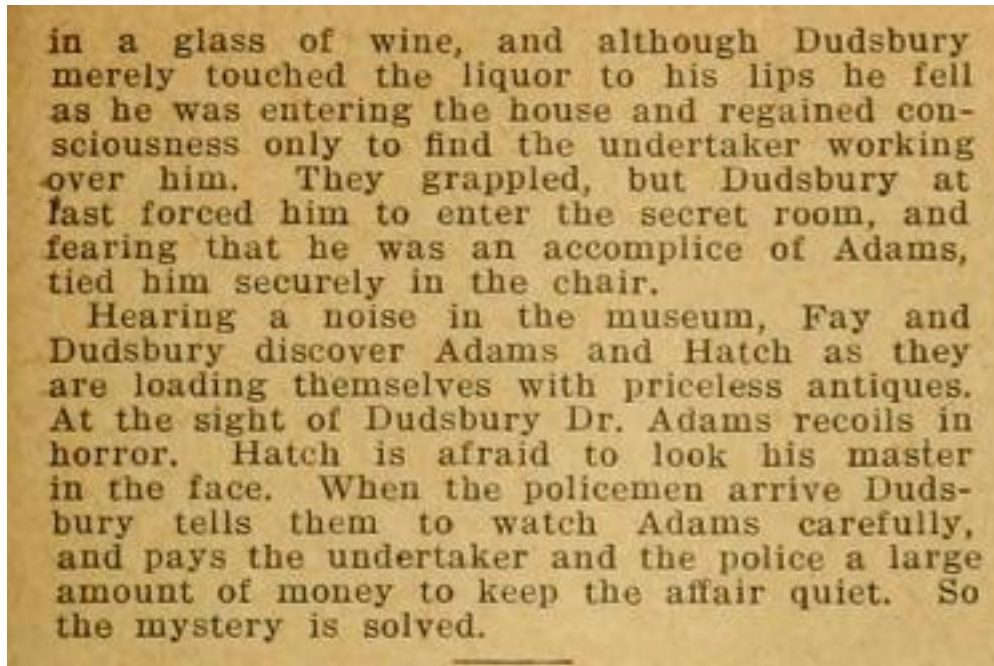 in a glass of wine, and although Dudsbury
merely touched the liquor to his lips he fell
as he was entering the house and regained con-
sciousness only to find the undertaker working
over him. They grappled, but Dudsbury at
last forced him to enter the secret room, and
fearing that he was an accomplice of Adams,
tied him securely in the chair.
Hearing a noise in the museum, Fay and
Dudsbury discover Adams and Hatch as they
are loading themselves with priceless antiques.
At the sight of Dudsbury Dr. Adams recoils in
horror. Hatch is afraid to look his master
in the face. When the policemen arrive Duds-
bury tells them to watch Adams carefully,
and pays the undertaker and the police a large
amount of money to keep the affair quiet. So
the mystery is solved.